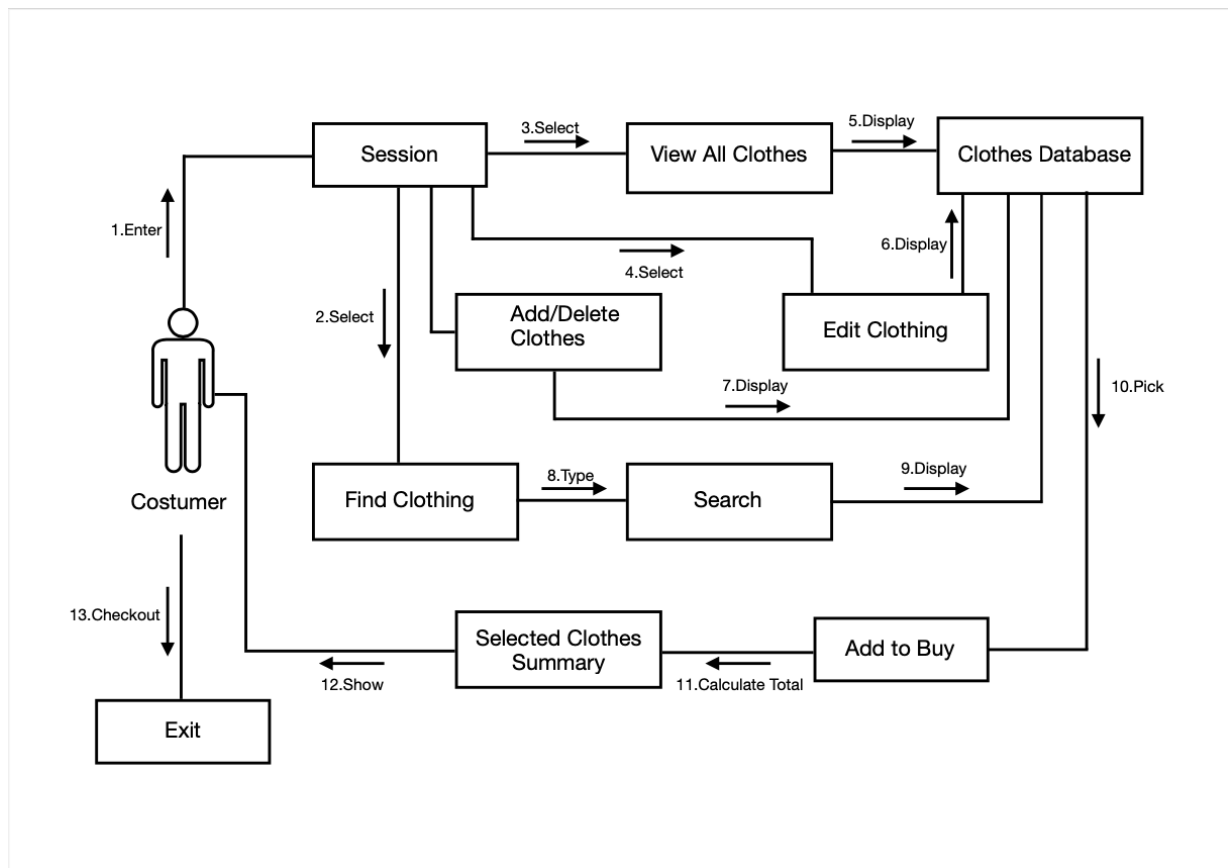 3.Select
5.Display
Session
View All Clothes
Clothes Database
1.Enter
6.Display
4.Select
2.Select
Add/Delete
Clothes
Edit Clothing
7.Display
10.Pick
8.Type
9.Display
Find Clothing
Search
Costumer
13.Checkout
Selected Clothes
Summary
Add to Buy
12.Show
11.Calculate Total
Exit